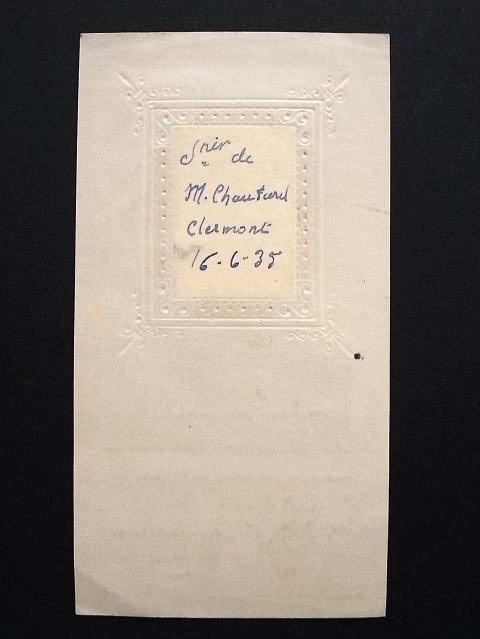 Snir de
M. Chautard
Clermont
16-6-35